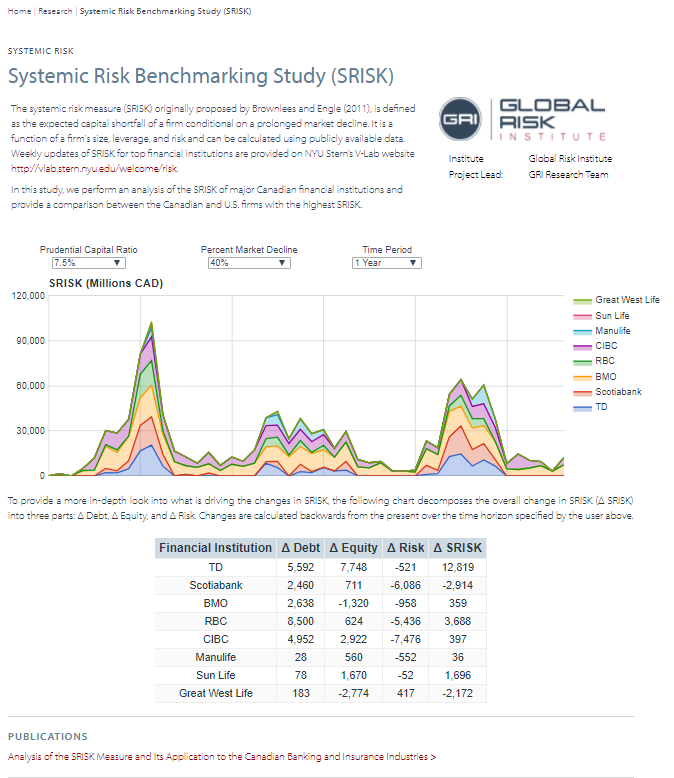 Home | Research | Systemic Risk Benchmarking Study (SRISK)
SYSTEMIC RISK
Systemic Risk Benchmarking Study (SRISK)
The systemic risk measure (SRISK) originally proposed by Brownlees and Engle (2011), is defined
as the expected capital shortfall of a firm conditional on a prolonged market decline. It is a
function of a firm's size, leverage, and risk and can be calculated using publicly available data.
Weekly updates of SRISK for top financial institutions are provided on NYU Stern's V-Lab website
http://vlab.stern.nyu.edu/welcome/risk.
In this study, we perform an analysis of the SRISK of major Canadian financial institutions and
provide a comparison between the Canadian and U.S. firms with the highest SRISK.
GRI
GLOBAL
RISK
INSTITUTE
Institute Global Risk Institute
Project Lead: GRI Research Team
Prudential Capital Ratio Percent Market Decline Time Period
7.5% 40% 1 Year
SRISK (Millions CAD)
120,000
90,000
60,000
30,000
0
Great West Life
Sun Life
Manulife
CIBC
RBC
BMO
Scotiabank
TD
To provide a more in-depth look into what is driving the changes in SRISK, the following chart decomposes the overall change in SRISK (Δ SRISK)
into three parts: Δ Debt, Δ Equity, and Δ Risk. Changes are calculated backwards from the present over the time horizon specified by the user above.
Financial Institution Δ Debt Δ Equity Δ Risk Δ SRISK
TD 5,592 7,748 -521 12,819
Scotiabank 2,460 711 -6,086 -2,914
BMO 2,638 -1,320 -958 359
RBC 8,500 624 -5,436 3,688
CIBC 4,952 2,922 -7,476 397
Manulife 28 560 -552 36
Sun Life 78 1,670 -52 1,696
Great West Life 183 -2,774 417 -2,172
PUBLICATIONS
Analysis of the SRISK Measure and Its Application to the Canadian Banking and Insurance Industries >